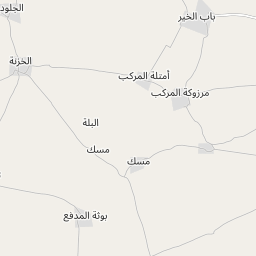 الجلود
باب الخير
الخزنة
أمثلة المركب
مرزوكة المركب
البلة
مسك
مسك
بوثة المدفع